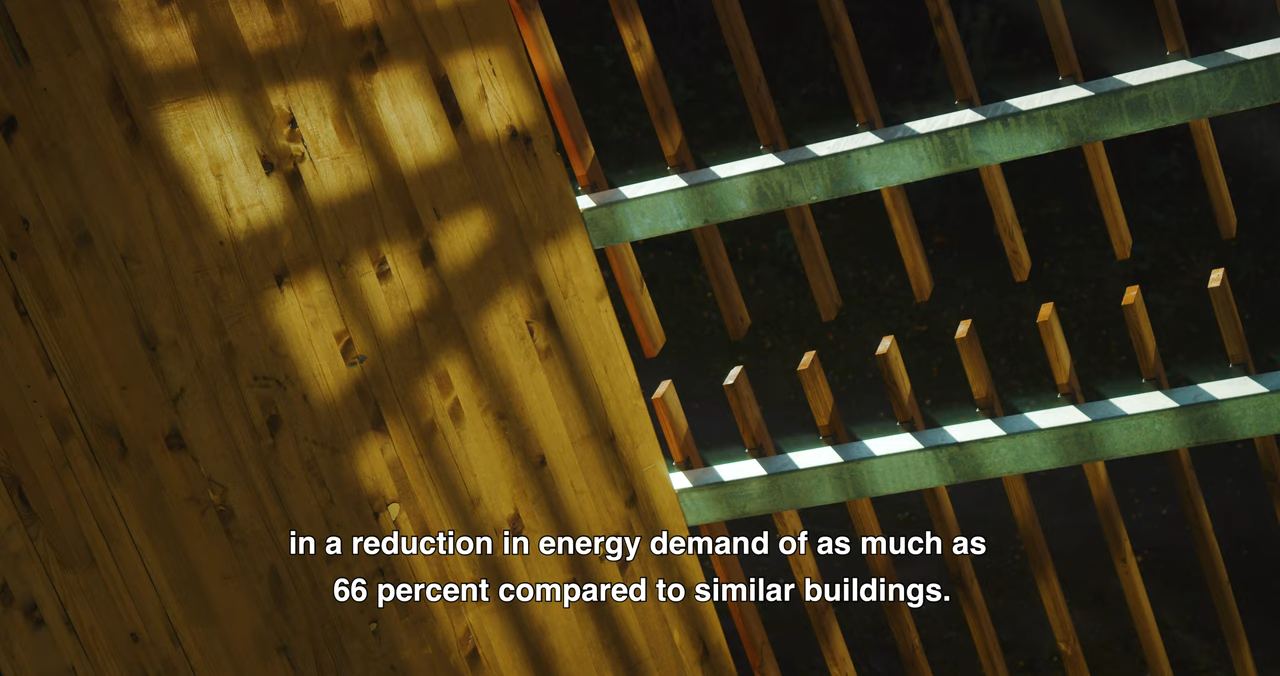 in a reduction in energy demand of as much as
66 percent compared to similar buildings.